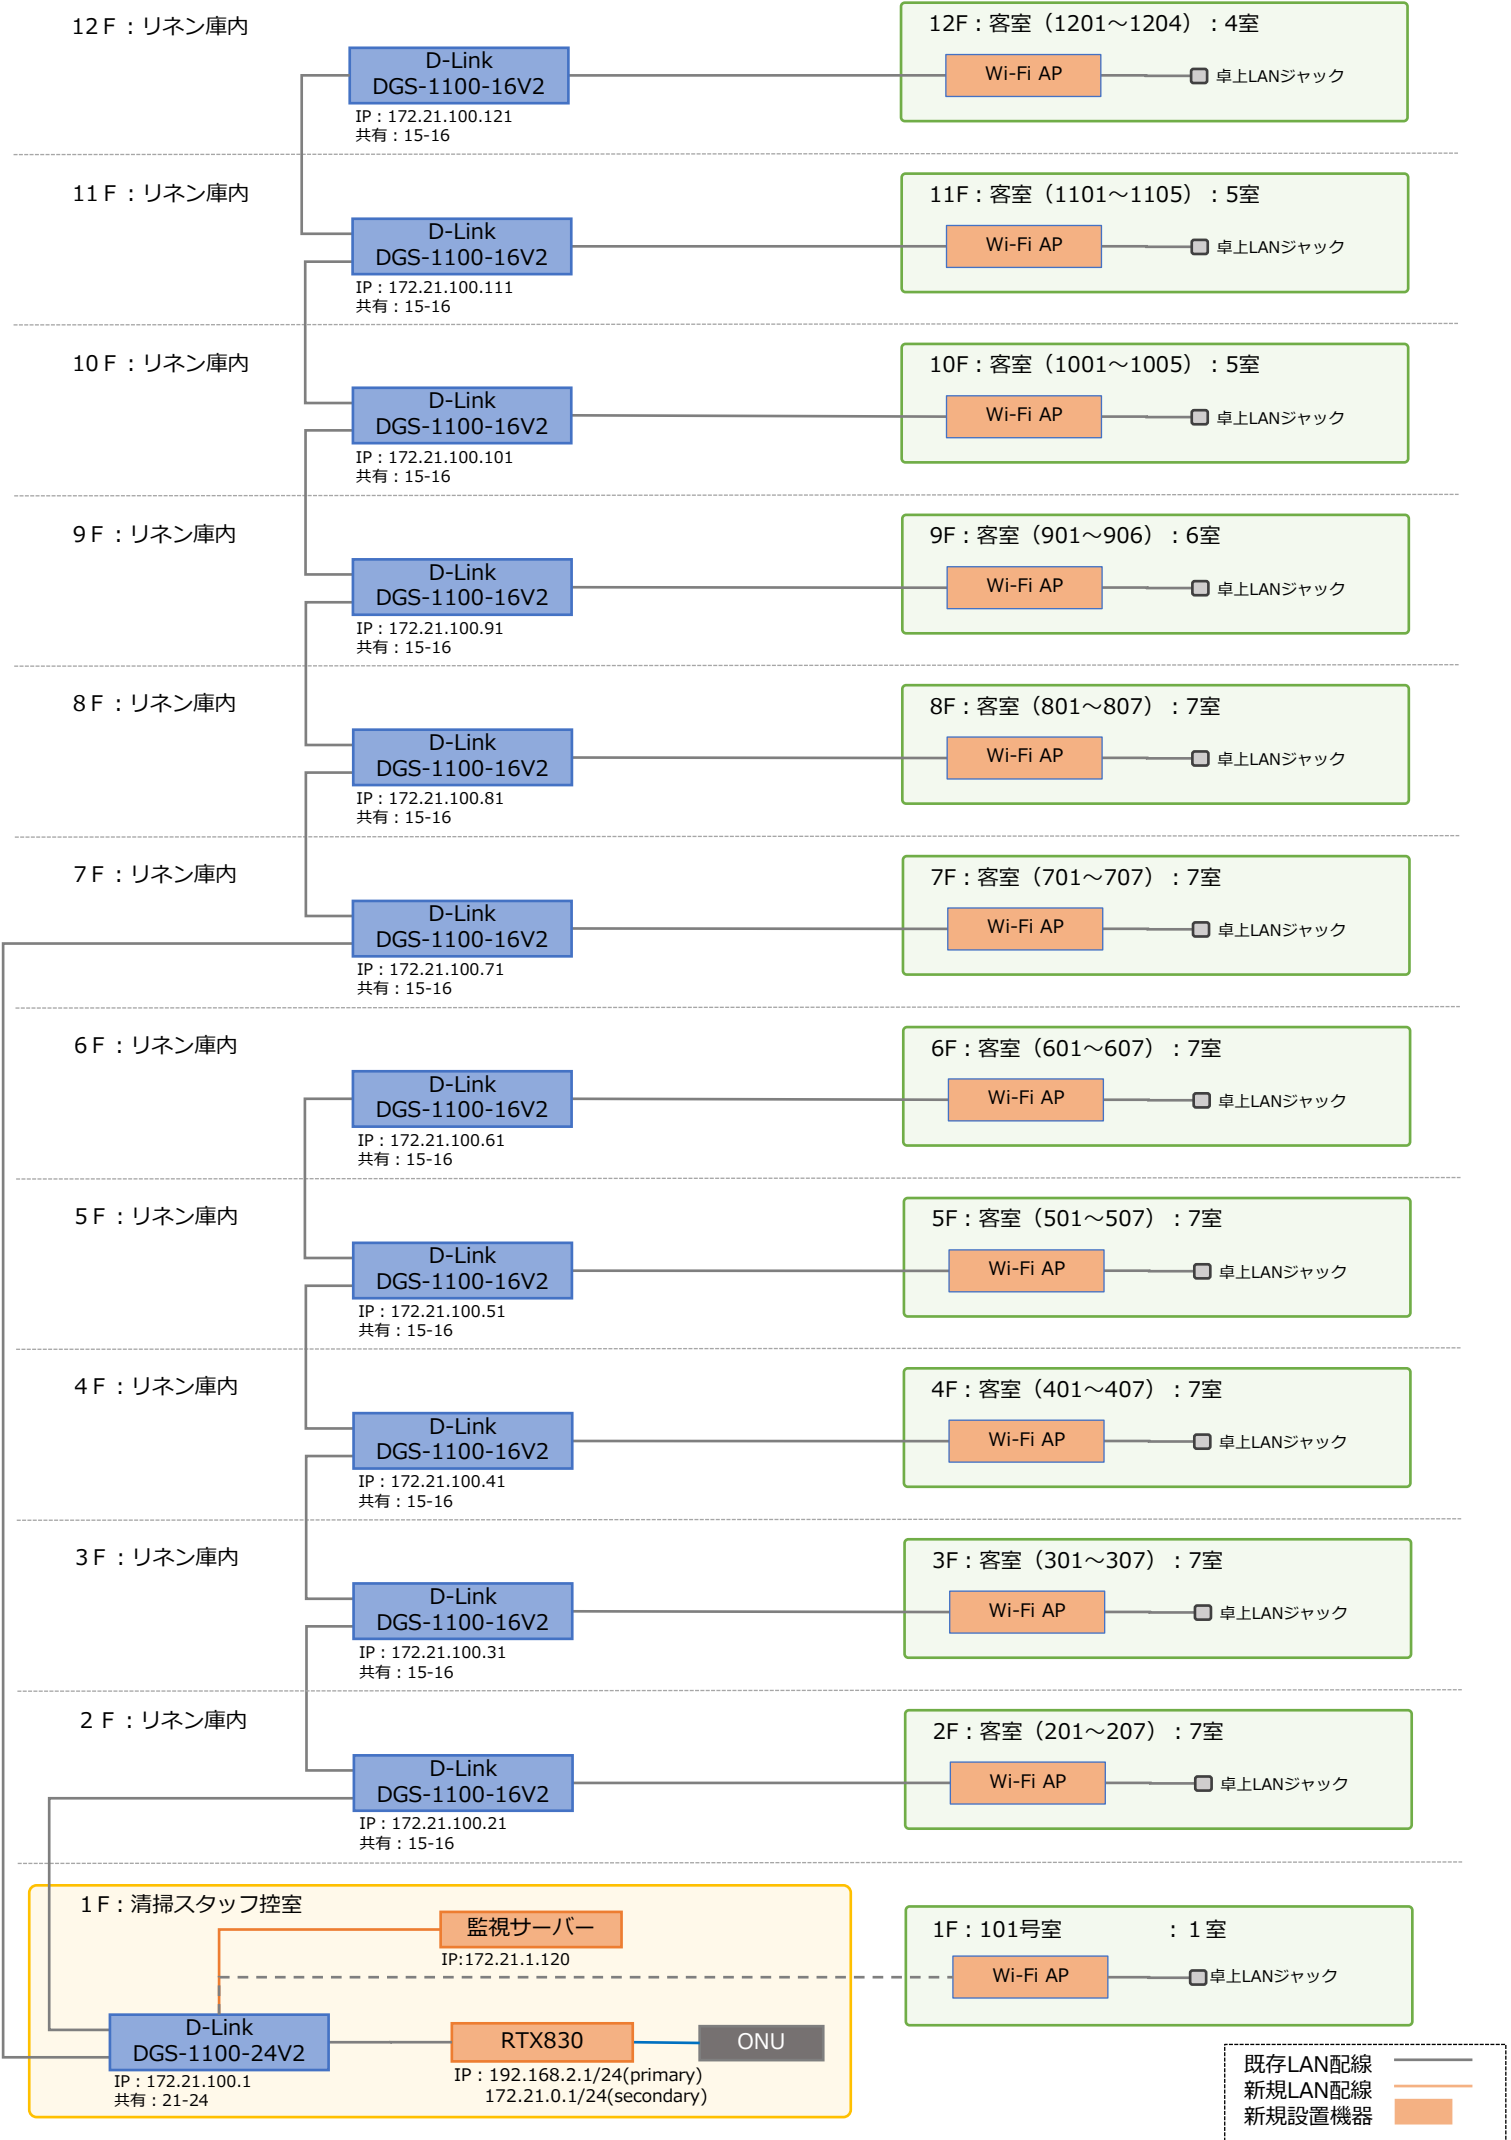 12Ｆ：リネン庫内
D-Link
DGS-1100-16V2
IP：172.21.100.121
共有：15-16
12F：客室（1201～1204）：4室
Wi-Fi AP
卓上LANジャック
11Ｆ：リネン庫内
D-Link
DGS-1100-16V2
IP：172.21.100.111
共有：15-16
11F：客室（1101～1105）：5室
Wi-Fi AP
卓上LANジャック
10Ｆ：リネン庫内
D-Link
DGS-1100-16V2
IP：172.21.100.101
共有：15-16
10F：客室（1001～1005）：5室
Wi-Fi AP
卓上LANジャック
9Ｆ：リネン庫内
D-Link
DGS-1100-16V2
IP：172.21.100.91
共有：15-16
9F：客室（901～906）：6室
Wi-Fi AP
卓上LANジャック
8Ｆ：リネン庫内
D-Link
DGS-1100-16V2
IP：172.21.100.81
共有：15-16
8F：客室（801～807）：7室
Wi-Fi AP
卓上LANジャック
7Ｆ：リネン庫内
D-Link
DGS-1100-16V2
IP：172.21.100.71
共有：15-16
7F：客室（701～707）：7室
Wi-Fi AP
卓上LANジャック
6Ｆ：リネン庫内
D-Link
DGS-1100-16V2
IP：172.21.100.61
共有：15-16
6F：客室（601～607）：7室
Wi-Fi AP
卓上LANジャック
5Ｆ：リネン庫内
D-Link
DGS-1100-16V2
IP：172.21.100.51
共有：15-16
5F：客室（501～507）：7室
Wi-Fi AP
卓上LANジャック
4Ｆ：リネン庫内
D-Link
DGS-1100-16V2
IP：172.21.100.41
共有：15-16
4F：客室（401～407）：7室
Wi-Fi AP
卓上LANジャック
3Ｆ：リネン庫内
D-Link
DGS-1100-16V2
IP：172.21.100.31
共有：15-16
3F：客室（301～307）：7室
Wi-Fi AP
卓上LANジャック
２Ｆ：リネン庫内
D-Link
DGS-1100-16V2
IP：172.21.100.21
共有：15-16
2F：客室（201～207）：7室
Wi-Fi AP
卓上LANジャック
1Ｆ：清掃スタッフ控室
監視サーバー
IP:172.21.1.120
D-Link
DGS-1100-24V2
IP：172.21.100.1
共有：21-24
RTX830
IP：192.168.2.1/24(primary)
172.21.0.1/24(secondary)
ONU
1F：101号室　　　　　：１室
Wi-Fi AP
卓上LANジャック
既存LAN配線
新規LAN配線
新規設置機器